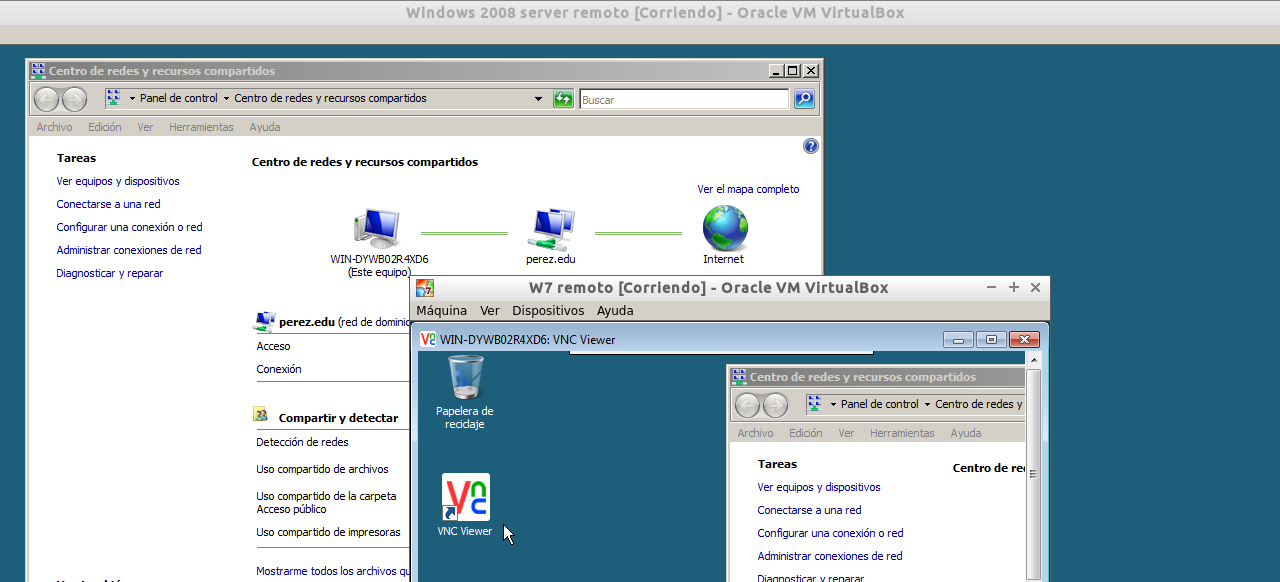 Windows 2008 server remoto [Corriendo] - Oracle VM VirtualBox
Centro de redes y recursos compartidos
Panel de control Centro de redes y recursos compartidos
Buscar
Archivo Edición Ver Herramientas Ayuda
Tareas
Ver equipos y dispositivos
Conectarse a una red
Configurar una conexión o red
Administrar conexiones de red
Diagnosticar y reparar
Centro de redes y recursos compartidos
Ver el mapa completo
WIN-DYWB02R4XD6
(Este equipo)
perez.edu
Internet
perez.edu (red de dominio
Acceso
Conexión
Compartir y detectar
Detección de redes
Uso compartido de archivos
Uso compartido de la carpeta
Acceso público
Uso compartido de impresoras
Mostrarme todos los archivos qu
W7 remoto [Corriendo] - Oracle VM VirtualBox
Máquina Ver Dispositivos Ayuda
WIN-DYWB02R4XD6: VNC Viewer
Papelera de
reciclaje
VNC Viewer
Centro de redes y recursos compartidos
Panel de control Centro de redes y
Archivo Edición Ver Herramientas Ayuda
Tareas
Ver equipos y dispositivos
Conectarse a una red
Configurar una conexión o red
Administrar conexiones de red
Diagnosticar y reparar
Centro de re